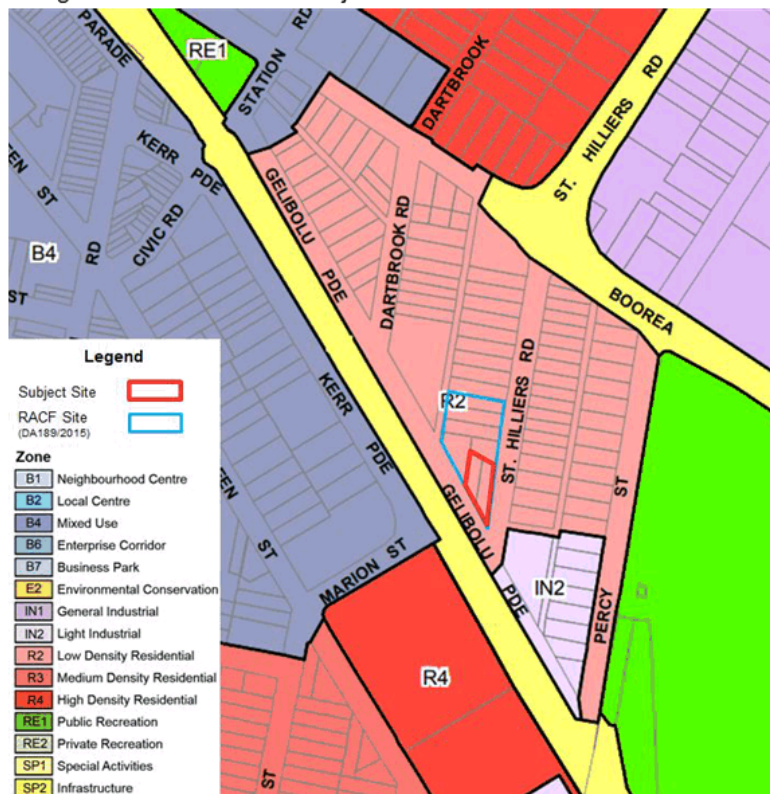 PARADE
RE1
STATION
RD
DARTBROOK
ST. HILLIERS RD
KERR PDE
ST
B4
RD
CIVIC RD
ST
GELIBOLU PDE
DARTBROOK RD
BOOREA
KERR PDE
R2
ST. HILLIERS RD
GELIBOLU PDE
ST
MARION ST
IN2
PERCY ST
R4
ST
Legend
Subject Site
RACF Site
(DA189/2015)
Zone
B1 Neighbourhood Centre
B2 Local Centre
B4 Mixed Use
B6 Enterprise Corridor
B7 Business Park
E2 Environmental Conservation
IN1 General Industrial
IN2 Light Industrial
R2 Low Density Residential
R3 Medium Density Residential
R4 High Density Residential
RE1 Public Recreation
RE2 Private Recreation
SP1 Special Activities
SP2 Infrastructure